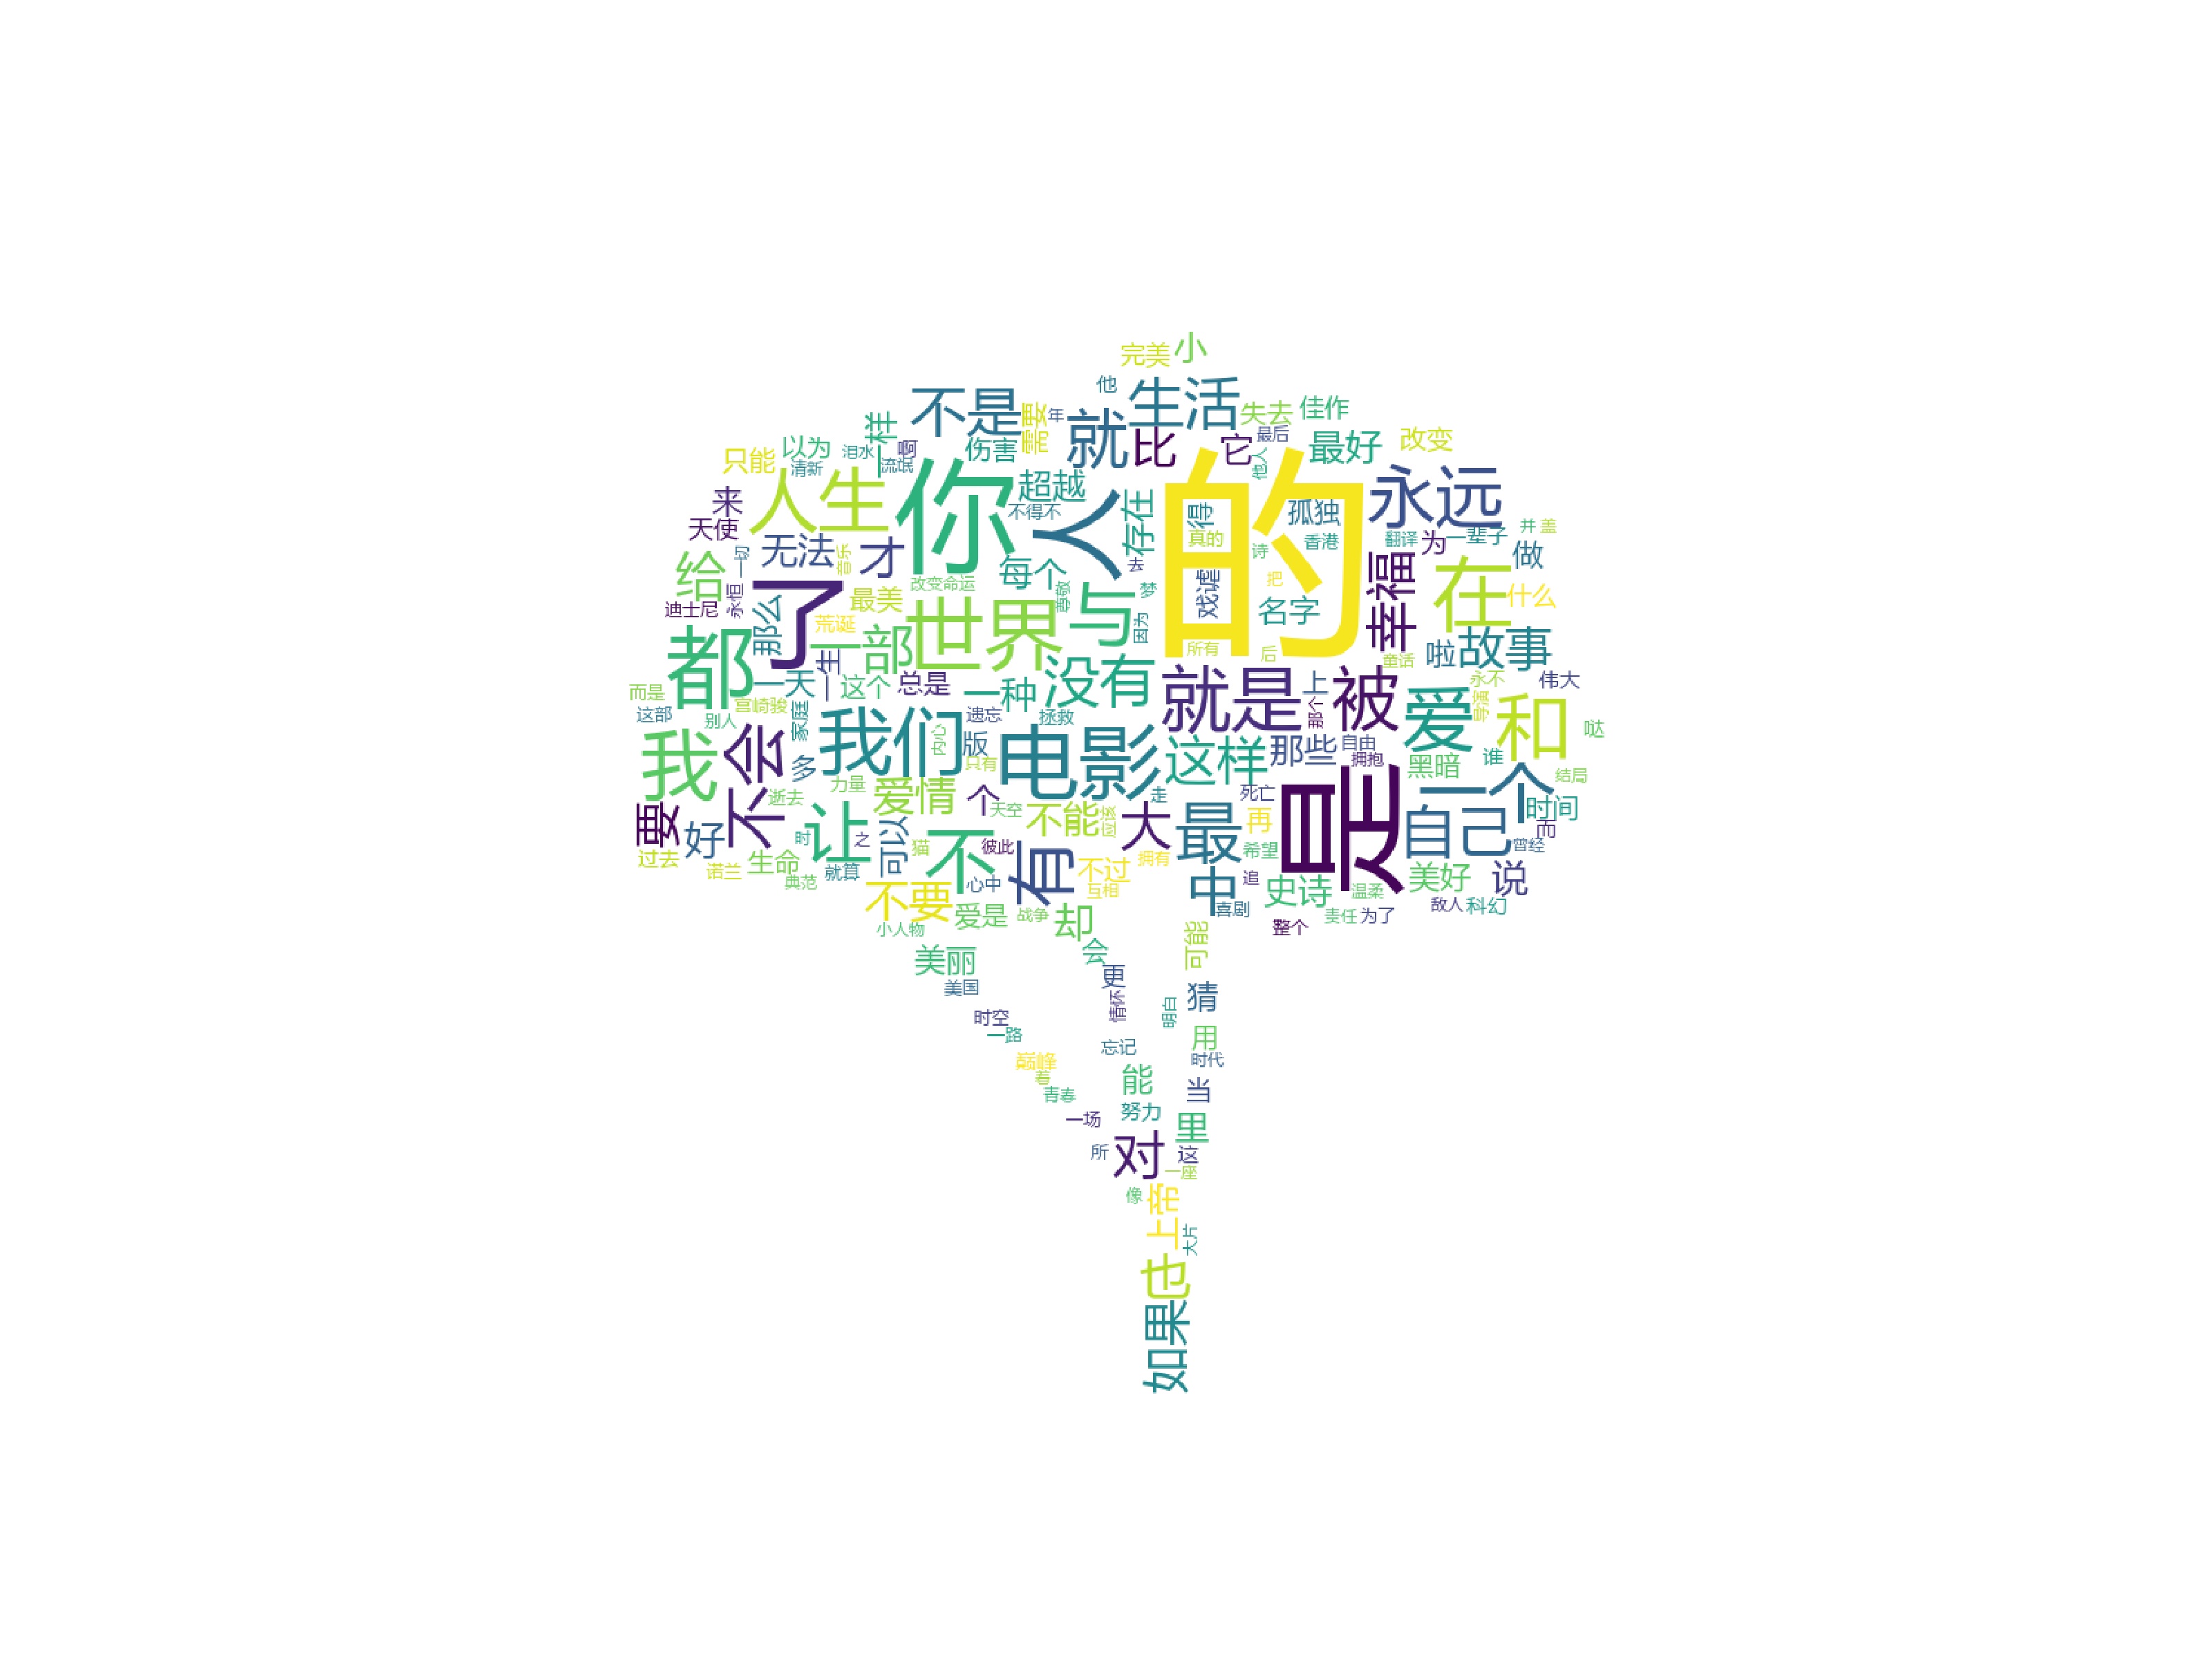 完美
小
他
生活
不是
需要
年
就
比
它
失去
佳作
最后
最好
改变
一样
伤害
以为
泪水
只能
清新
流氓
啊
人生
你
超越
不得不
人
的
他人
永远
来
天使
存在
得
真的
孤独
香港
诗
翻译
一辈子
并
盖
为
做
无法
音乐
才
每个
去
给
一切
永恒
迪士尼
了
改变命运
最美
荒诞
尊敬
梦
戏谑
把
名字
幸福
在
什么
都
那么
一部
世界
与
因为
所有
后
童话
啦
故事
一生
一天
这个
总是
一种
没有
就是
上
那个
被
永不
导演
伟大
而是
这部
别人
宫崎骏
家庭
遗忘
拯救
爱
和
哒
我
不会
多
我们
内心
版
只有
电影
这样
那些
自由
拥抱
黑暗
谁
结局
力量
逝去
爱情
个
天空
走
死亡
是
一个
要
好
时
之
让
可以
猫
不
彼此
不能
应该
大
最
再
希望
自己
时间
而
曾经
过去
诺兰
生命
典范
就算
心中
有
不过
互相
拥有
中
追
史诗
温柔
美好
说
不要
爱是
战争
却
喜剧
整个
责任
为了
敌人
科幻
小人物
会
可能
美丽
美国
更
情怀
猜
明白
时空
一路
用
忘记
时代
巅峰
着
青春
能
当
一场
努力
里
所
对
这
一座
像
上帝
大片
也
如果